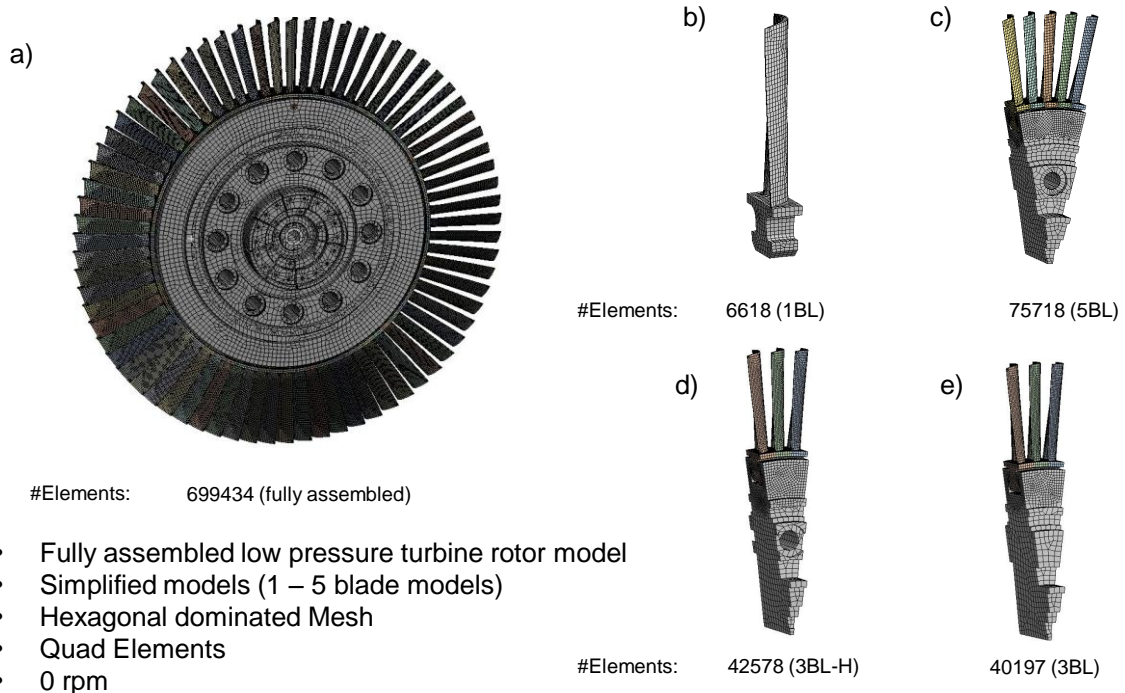 a)
b)
c)
#Elements: 6618 (1BL) 75718 (5BL)
d)
e)
#Elements: 699434 (fully assembled)
• Fully assembled low pressure turbine rotor model
• Simplified models (1 – 5 blade models)
• Hexagonal dominated Mesh
• Quad Elements
• 0 rpm
#Elements: 42578 (3BL-H) 40197 (3BL)